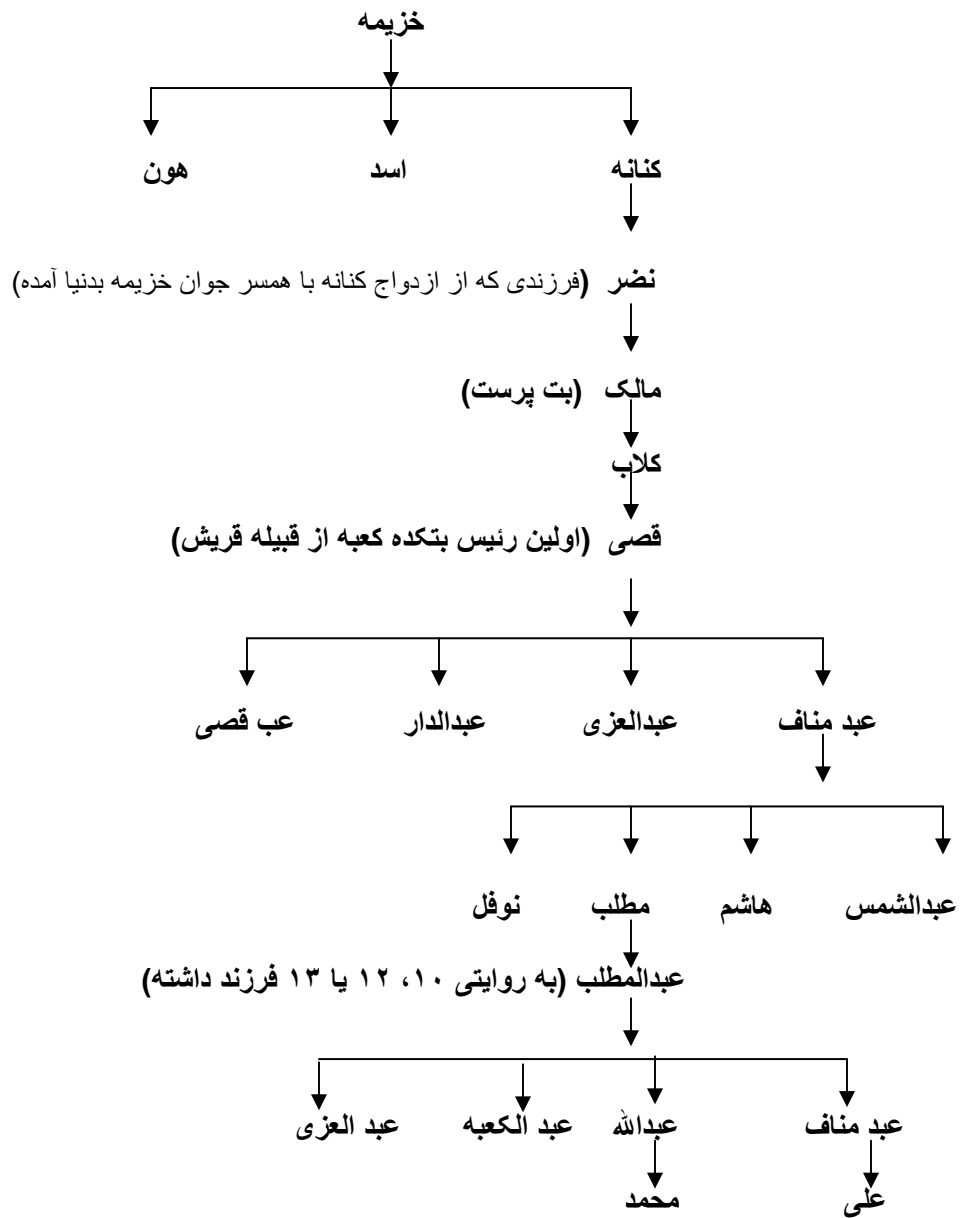 خزیمه
کنانه اسد هون
نضر (فرزندی که از ازدواج کنانه با همسر جوان خزیمه بدنیا آمده)
مالک (بت پرست)
کلاب
قصی (اولین رئیس بتکده کعبه از قبیله قریش)
عبد مناف عبدالعزی عبدالدار عب قصی
عبدالشمس هاشم مطلب نوفل
عبدالمطلب (به روایتی ۱۰، ۱۲ یا ۱۳ فرزند داشته)
عبد مناف عبدالله عبد الکعبه عبد العزی
علی محمد